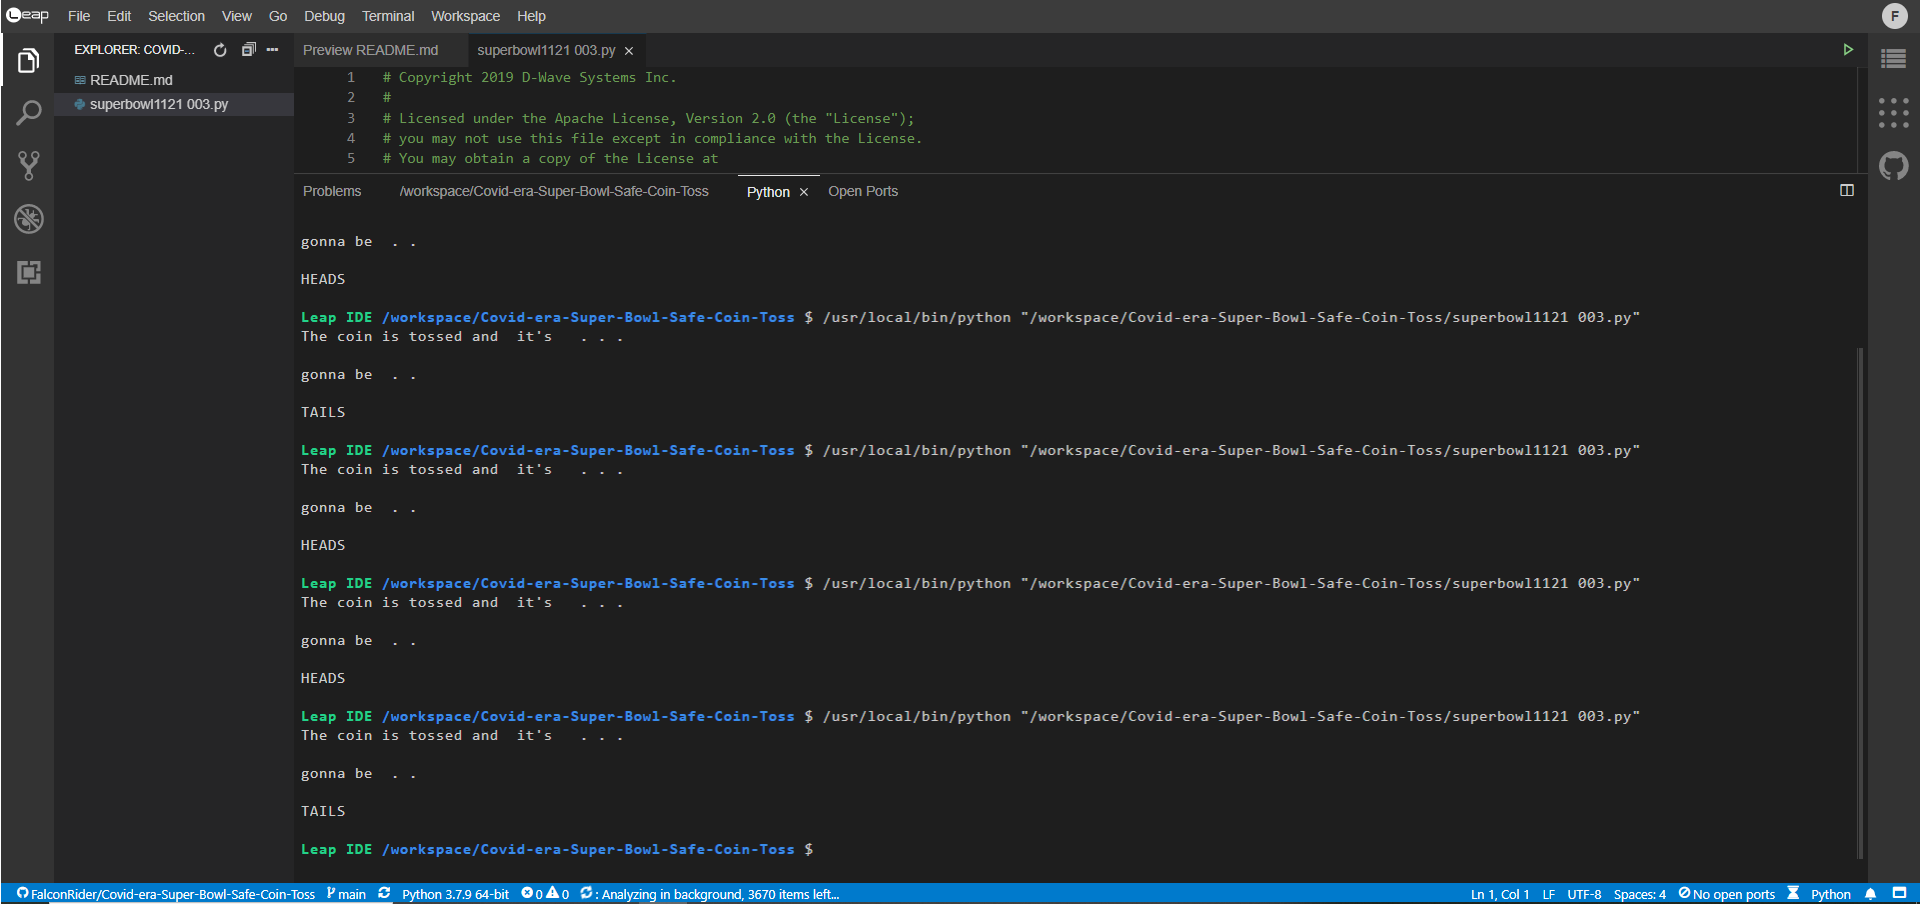 Leap File Edit Selection View Go Debug Terminal Workspace Help F
EXPLORER: COVID-...
README.md
superbowl1121 003.py
Preview README.md superbowl1121 003.py
1 # Copyright 2019 D-Wave Systems Inc.
2 #
3 # Licensed under the Apache License, Version 2.0 (the "License");
4 # you may not use this file except in compliance with the License.
5 # You may obtain a copy of the License at
Problems /workspace/Covid-era-Super-Bowl-Safe-Coin-Toss Python Open Ports
gonna be . .
HEADS
Leap IDE /workspace/Covid-era-Super-Bowl-Safe-Coin-Toss $ /usr/local/bin/python "/workspace/Covid-era-Super-Bowl-Safe-Coin-Toss/superbowl1121 003.py"
The coin is tossed and it's . . .
gonna be . .
TAILS
Leap IDE /workspace/Covid-era-Super-Bowl-Safe-Coin-Toss $ /usr/local/bin/python "/workspace/Covid-era-Super-Bowl-Safe-Coin-Toss/superbowl1121 003.py"
The coin is tossed and it's . . .
gonna be . .
HEADS
Leap IDE /workspace/Covid-era-Super-Bowl-Safe-Coin-Toss $ /usr/local/bin/python "/workspace/Covid-era-Super-Bowl-Safe-Coin-Toss/superbowl1121 003.py"
The coin is tossed and it's . . .
gonna be . .
HEADS
Leap IDE /workspace/Covid-era-Super-Bowl-Safe-Coin-Toss $ /usr/local/bin/python "/workspace/Covid-era-Super-Bowl-Safe-Coin-Toss/superbowl1121 003.py"
The coin is tossed and it's . . .
gonna be . .
TAILS
Leap IDE /workspace/Covid-era-Super-Bowl-Safe-Coin-Toss $
FalconRider/Covid-era-Super-Bowl-Safe-Coin-Toss main Python 3.7.9 64-bit 0 0 : Analyzing in background, 3670 items left... Ln 1, Col 1 LF UTF-8 Spaces: 4 No open ports Python